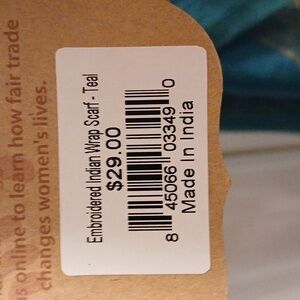 s online to learn how fair trade
changes women's lives.
Embroidered Indian Wrap Scarf - Teal
$29.00
8 45066 03349 0
Made In India